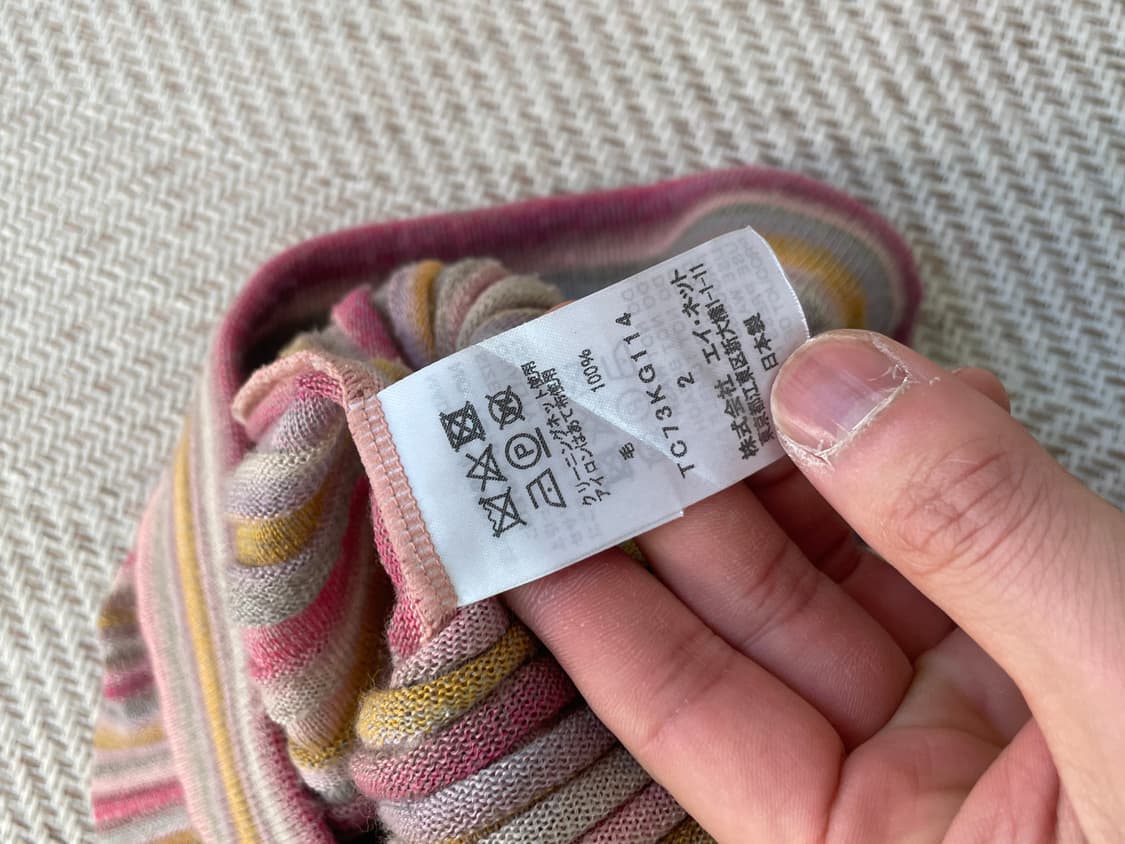 クリーニングネット使用
アイロンはあて布使用
毛 100%
TC73KG114
2
株式会社 エイ・ネット
東京都江東区新大橋1-1-11
日本製